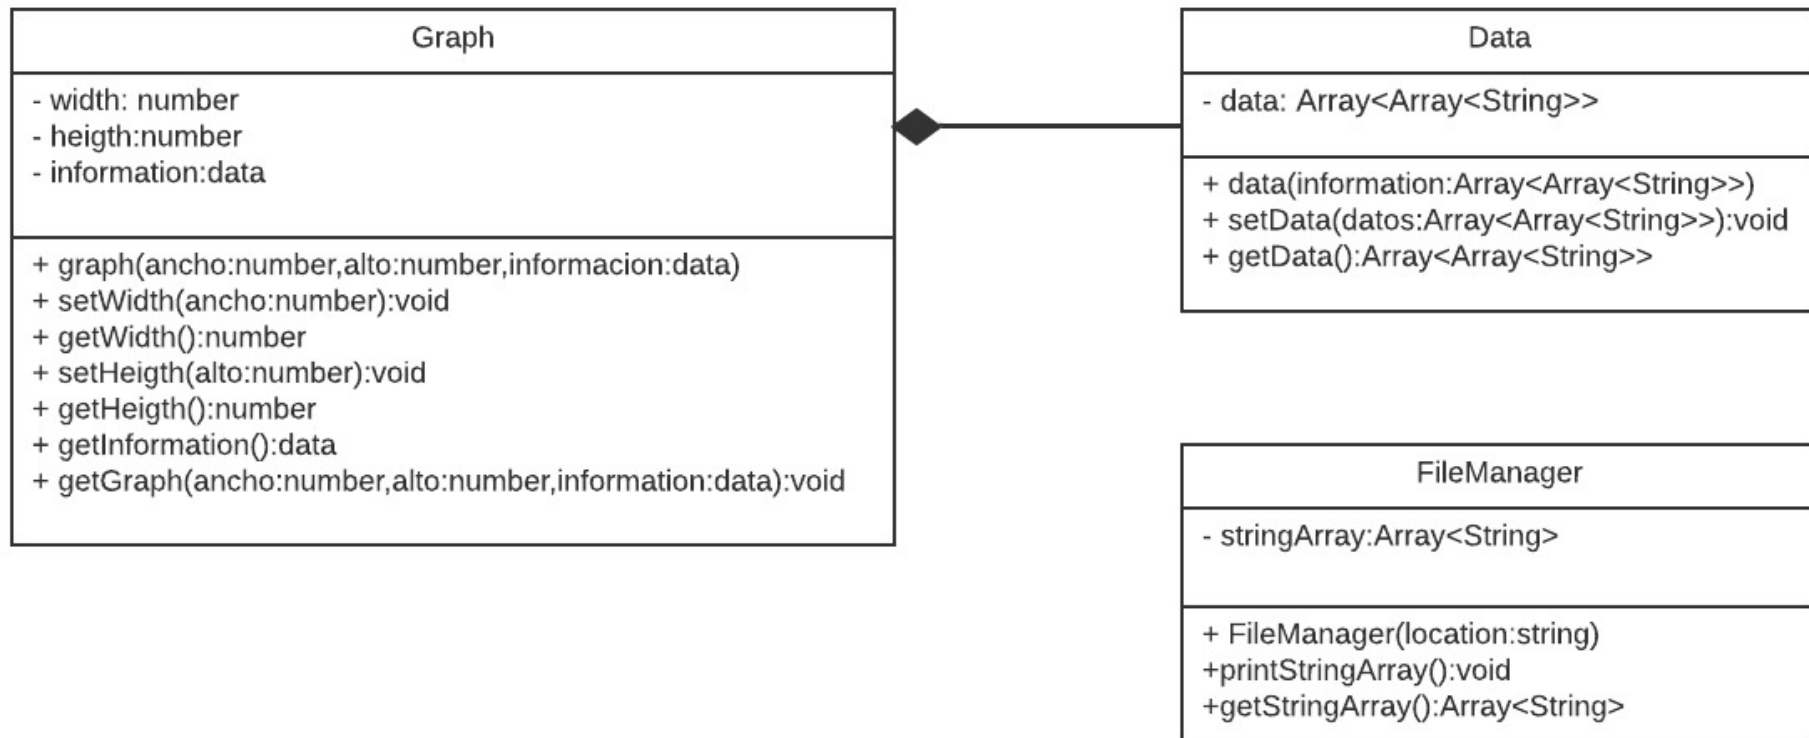 Graph
- width: number
- heigth:number
- information:data
+ graph(ancho:number,alto:number,informacion:data)
+ setWidth(ancho:number):void
+ getWidth():number
+ setHeigth(alto:number):void
+ getHeigth():number
+ getInformation():data
+ getGraph(ancho:number,alto:number,information:data):void
Data
- data: Array<Array<String>>
+ data(information:Array<Array<String>>)
+ setData(datos:Array<Array<String>>):void
+ getData():Array<Array<String>>
FileManager
- stringArray:Array<String>
+ FileManager(location:string)
+printStringArray():void
+getStringArray():Array<String>